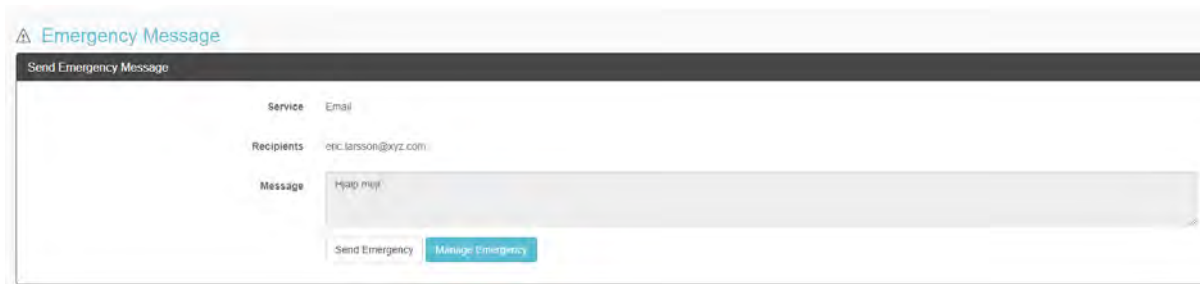 Emergency Message
Send Emergency Message
Service Email
Recipients eric.larsson@xyz.com
Message Hjälp mig!
Send Emergency Manage Emergency